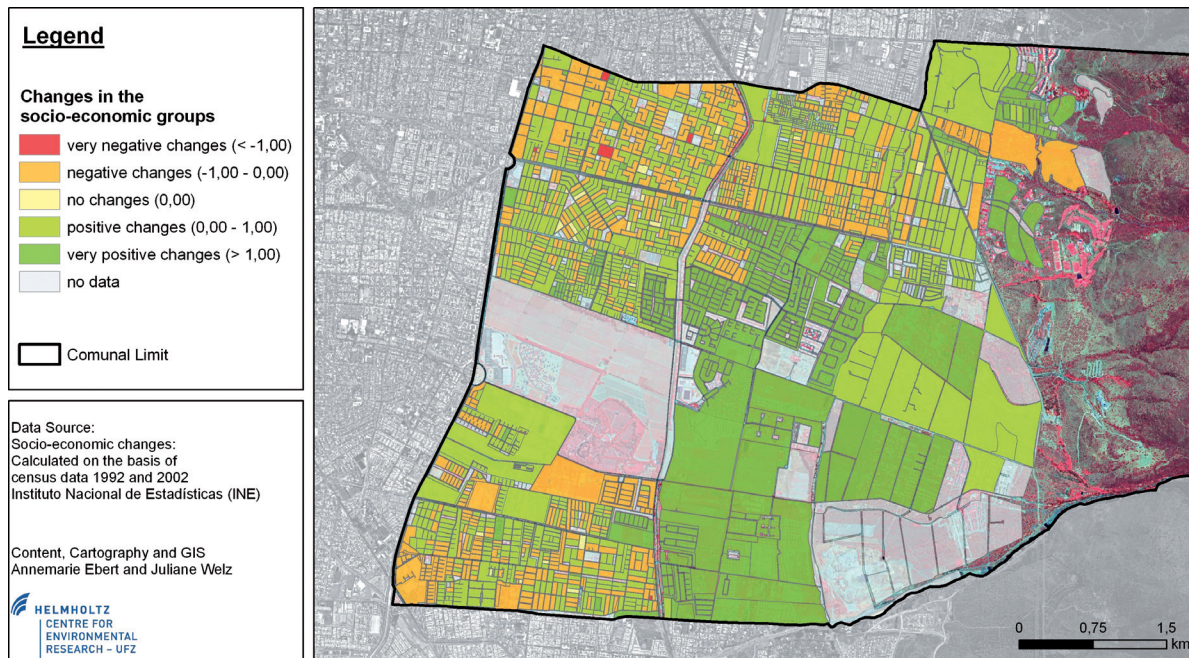 Legend
Changes in the
socio-economic groups
very negative changes (< -1,00)
negative changes (-1,00 - 0,00)
no changes (0,00)
positive changes (0,00 - 1,00)
very positive changes (> 1,00)
no data
Comunal Limit
Data Source:
Socio-economic changes:
Calculated on the basis of
census data 1992 and 2002
Instituto Nacional de Estadísticas (INE)
Content, Cartography and GIS
Annemarie Ebert and Juliane Welz
HELMHOLTZ
CENTRE FOR
ENVIRONMENTAL
RESEARCH – UFZ
0 0,75 1,5
km